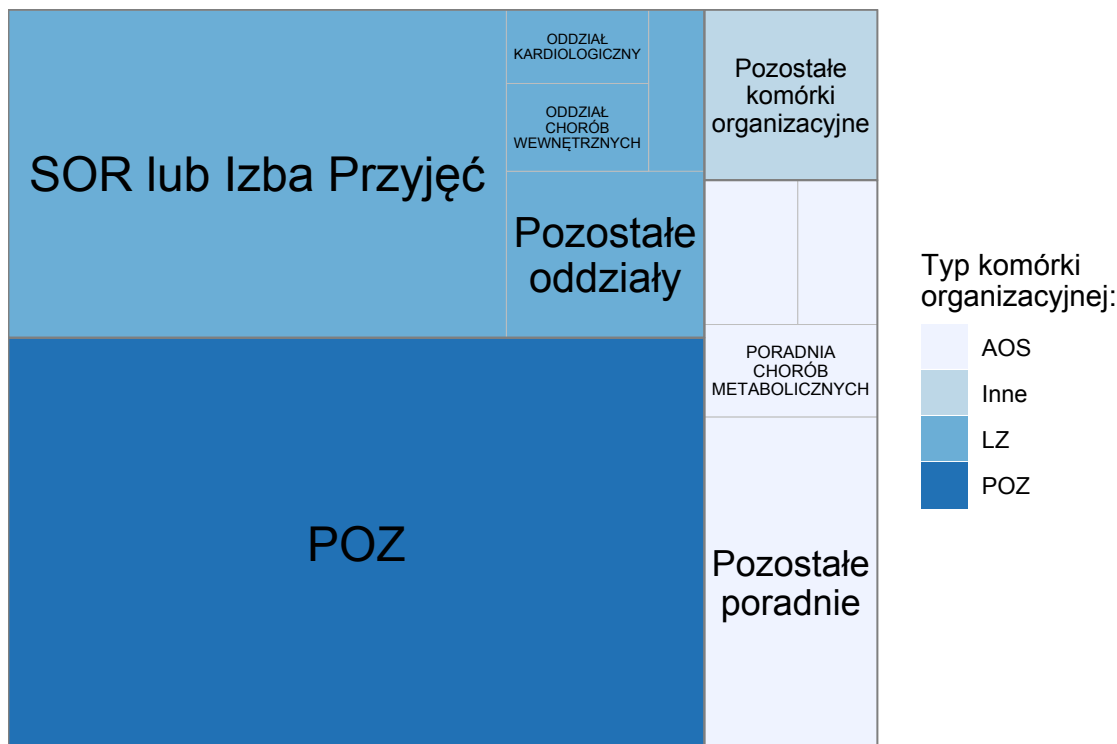 ODDZIAŁ
KARDIOLOGICZNY
ODDZIAŁ
CHORÓB
WEWNĘTRZNYCH
SOR lub Izba Przyjęć
Pozostałe
oddziały
POZ
Pozostałe
komórki
organizacyjne
PORADNIA
CHORÓB
METABOLICZNYCH
Pozostałe
poradnie
Typ komórki
organizacyjnej:
AOS
Inne
LZ
POZ